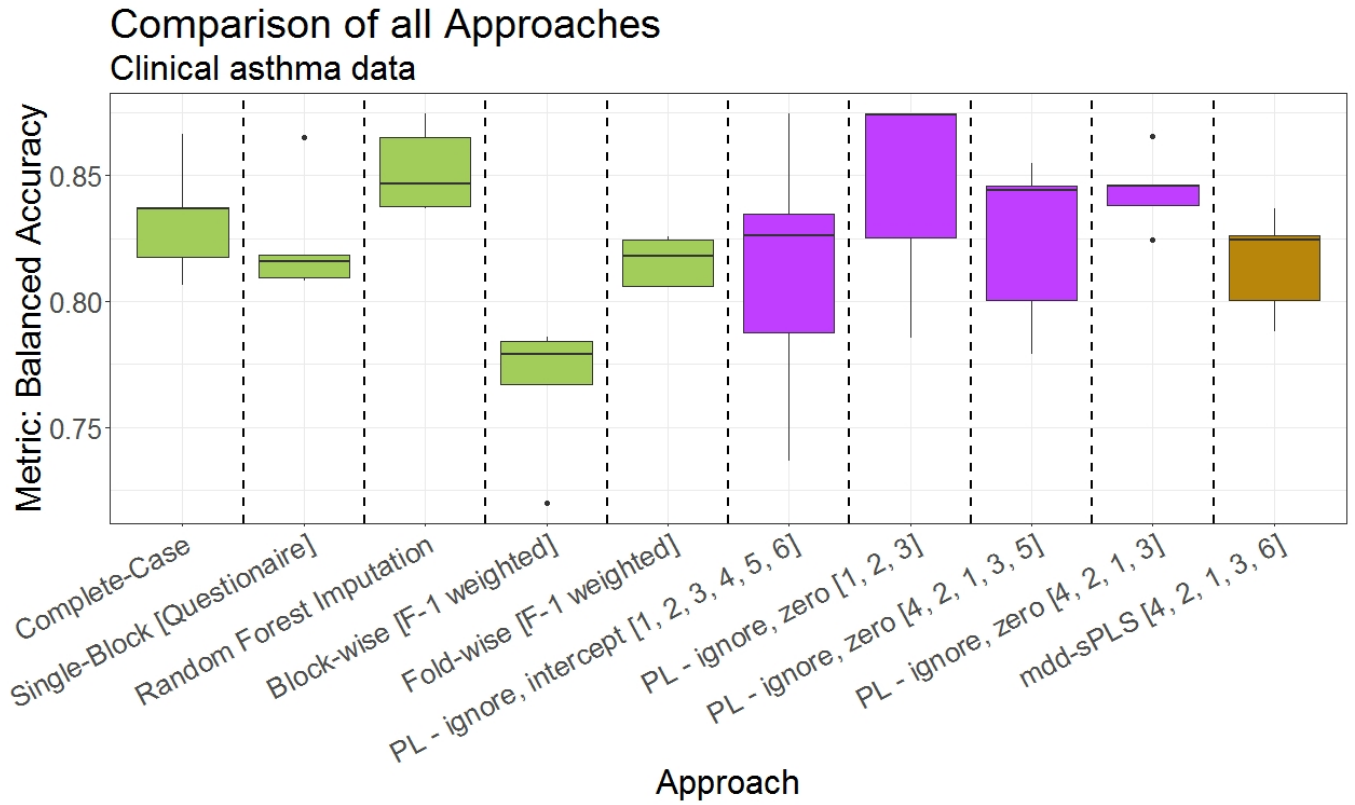 Comparison of all Approaches
Clinical asthma data
Metric: Balanced Accuracy
0.85
0.80
0.75
Complete-Case
Single-Block [Questionaire]
Random Forest Imputation
Block-wise [F-1 weighted]
Fold-wise [F-1 weighted]
PL - ignore, intercept [1, 2, 3, 4, 5, 6]
PL - ignore, zero [1, 2, 3]
PL - ignore, zero [4, 2, 1, 3, 5]
PL - ignore, zero [4, 2, 1, 3]
mdd-sPLS [4, 2, 1, 3, 6]
Approach